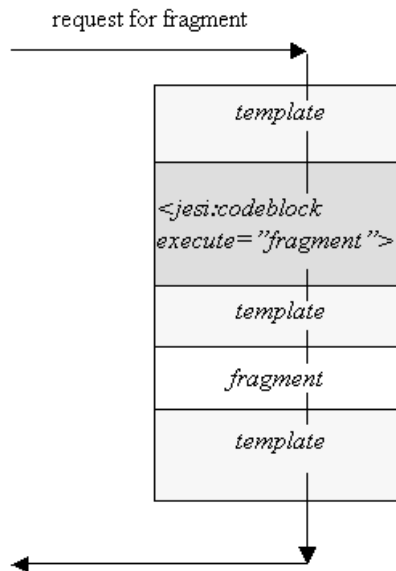 request for fragment
template
<jesi:codeblock
execute=”fragment”>
template
fragment
template